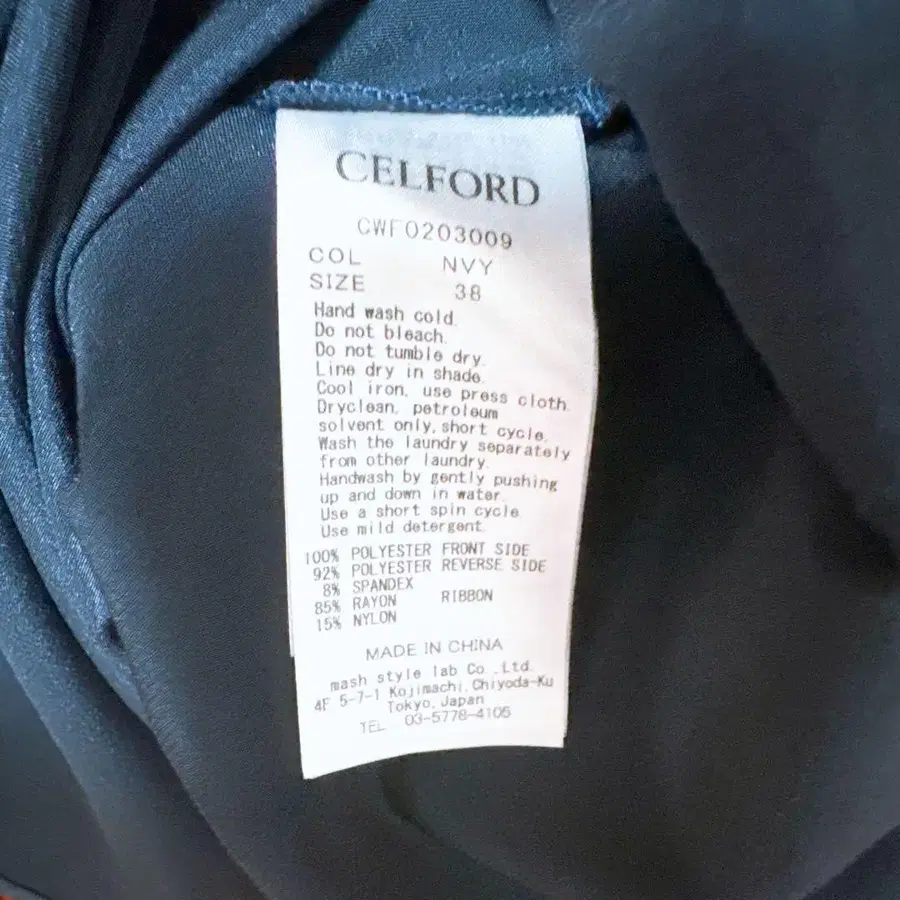 CELFORD
CWF0203009
COL NVY
SIZE 38
Hand wash cold.
Do not bleach.
Do not tumble dry.
Line dry in shade.
Cool iron, use press cloth.
Dryclean, petroleum
solvent only, short cycle.
Wash the laundry separately
from other laundry.
Handwash by gently pushing
up and down in water.
Use a short spin cycle.
Use mild detergent.
100% POLYESTER FRONT SIDE
92% POLYESTER REVERSE SIDE
8% SPANDEX
85% RAYON RIBBON
15% NYLON
MADE IN CHINA
mash style lab Co., Ltd.
4F 5-7-1 Kojimachi, Chiyoda-Ku
Tokyo, Japan
TEL 03-5778-4105